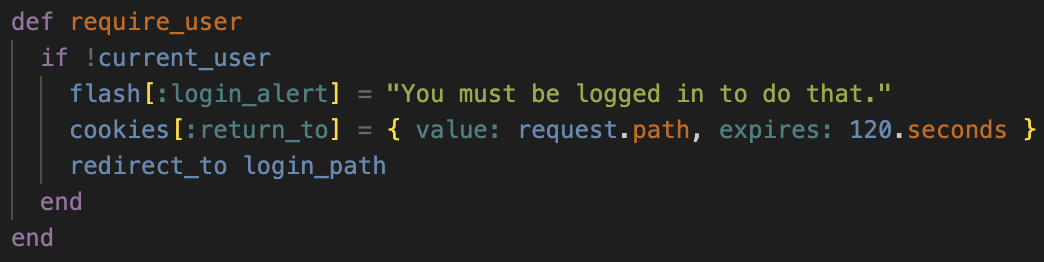 def require_user
  if !current_user
    flash[:login_alert] = "You must be logged in to do that."
    cookies[:return_to] = { value: request.path, expires: 120.seconds }
    redirect_to login_path
  end
end